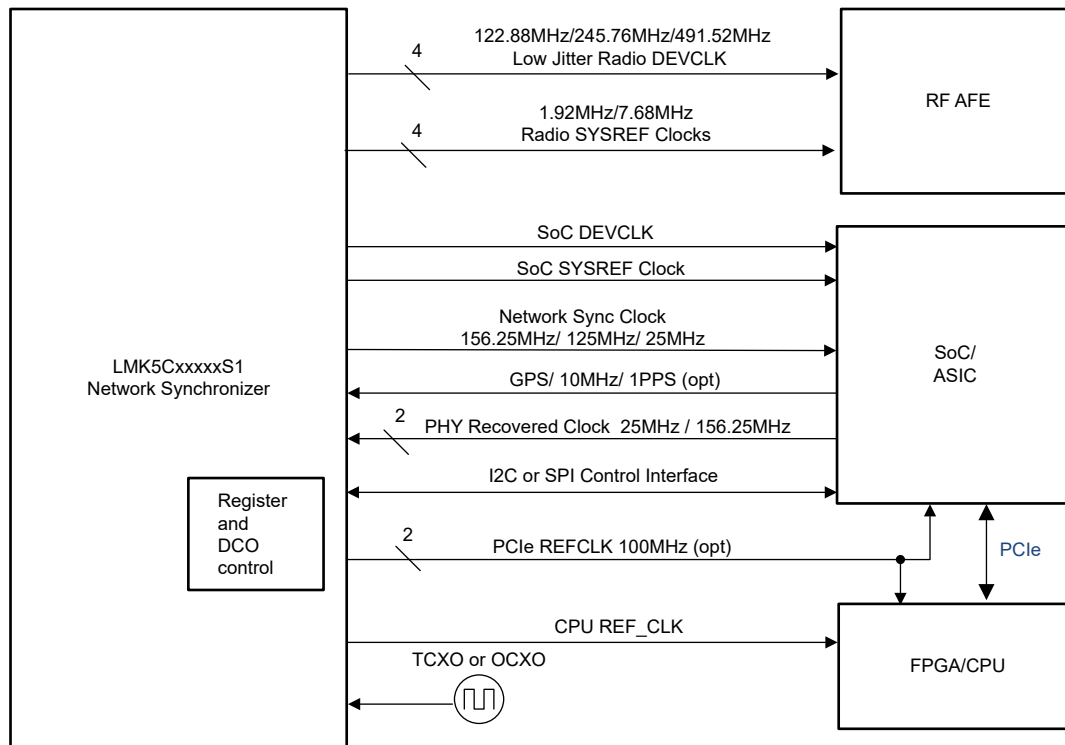 122.88MHz/245.76MHz/491.52MHz
4
Low Jitter Radio DEVCLK
RF AFE
1.92MHz/7.68MHz
4
Radio SYSREF Clocks
SoC DEVCLK
SoC SYSREF Clock
Network Sync Clock
156.25MHz/ 125MHz/ 25MHz
LMK5CxxxxxS1
Network Synchronizer
SoC/
ASIC
GPS/ 10MHz/ 1PPS (opt)
2
PHY Recovered Clock 25MHz / 156.25MHz
I2C or SPI Control Interface
Register
and
DCO
control
2
PCIe REFCLK 100MHz (opt)
PCIe
CPU REF_CLK
TCXO or OCXO
FPGA/CPU